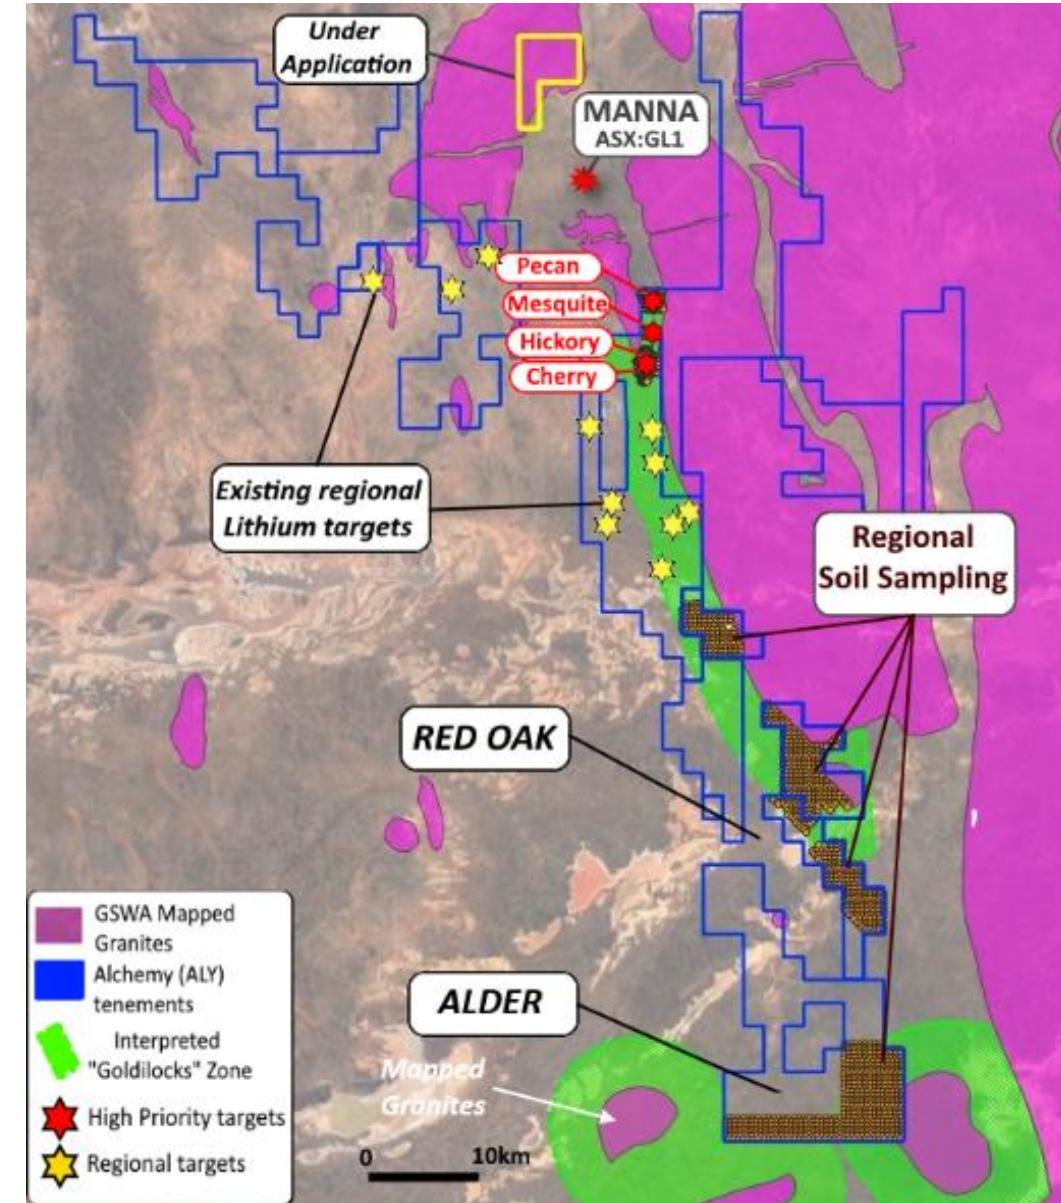 Under
Application
MANNA
ASX:GL1
Pecan
Mesquite
Hickory
Cherry
Existing regional
Lithium targets
Regional
Soil Sampling
RED OAK
ALDER
Mapped
Granites
GSWA Mapped
Granites
Alchemy (ALY)
tenements
Interpreted
"Goldilocks" Zone
High Priority targets
Regional targets
0 10km